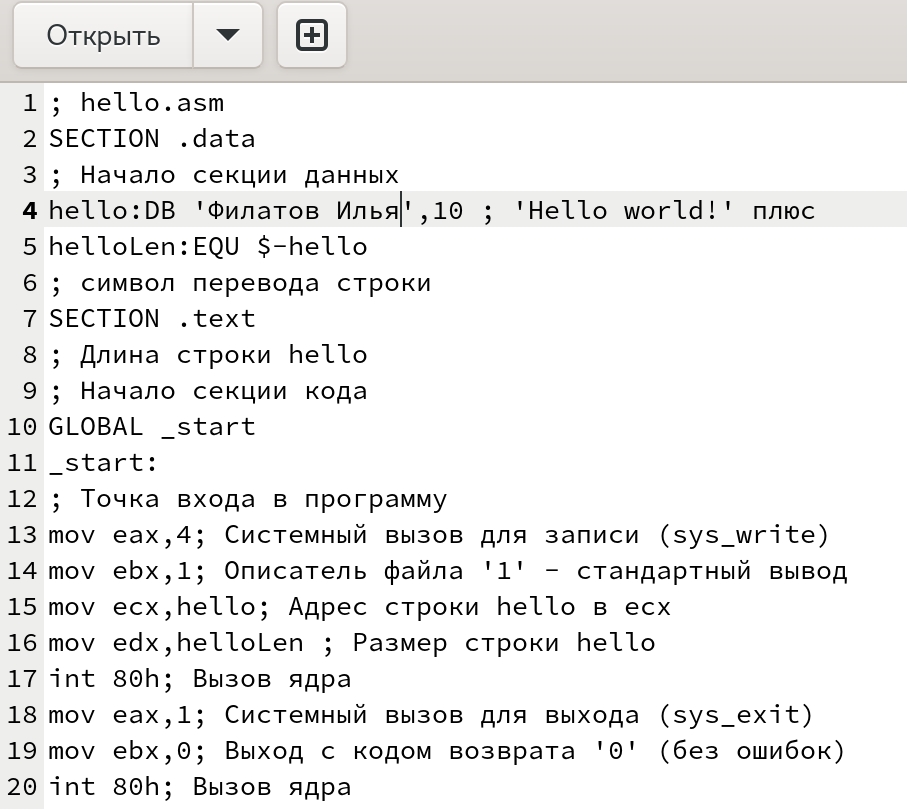 Открыть
1 ; hello.asm
2 SECTION .data
3 ; Начало секции данных
4 hello:DB 'Филатов Илья',10 ; 'Hello world!' плюс
5 helloLen:EQU $-hello
6 ; символ перевода строки
7 SECTION .text
8 ; Длина строки hello
9 ; Начало секции кода
10 GLOBAL _start
11 _start:
12 ; Точка входа в программу
13 mov eax,4; Системный вызов для записи (sys_write)
14 mov ebx,1; Описатель файла '1' - стандартный вывод
15 mov ecx,hello; Адрес строки hello в ecx
16 mov edx,helloLen ; Размер строки hello
17 int 80h; Вызов ядра
18 mov eax,1; Системный вызов для выхода (sys_exit)
19 mov ebx,0; Выход с кодом возврата '0' (без ошибок)
20 int 80h; Вызов ядра